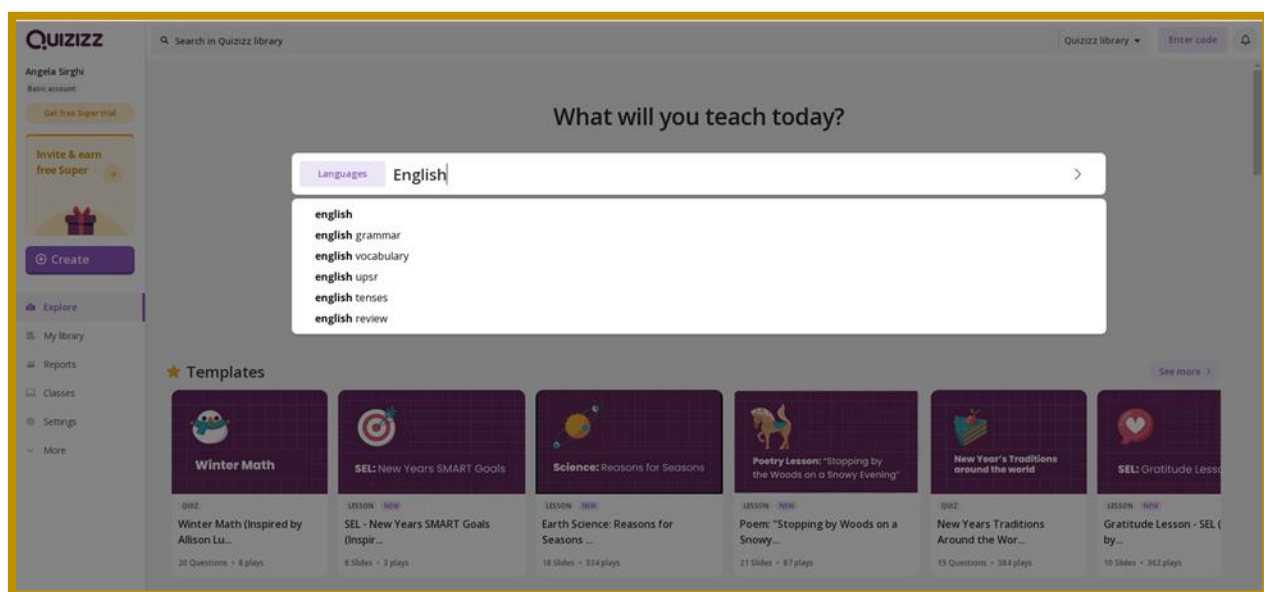 QUIZIZZ
Search in Quizizz library
Quizizz library
Enter code
Angela Sirghi
Basic account
Get free Super trial
Invite & earn
free Super
Create
Explore
My library
Reports
Classes
Settings
More
What will you teach today?
Languages
English
english
english grammar
english vocabulary
english upsr
english tenses
english review
Templates
See more
Winter Math
QUIZ
Winter Math (Inspired by
Allison Lu...
20 Questions • 8 plays
SEL: New Years SMART Goals
LESSON NEW
SEL - New Years SMART Goals
(Inspir...
8 Slides • 3 plays
Science: Reasons for Seasons
LESSON NEW
Earth Science: Reasons for
Seasons ...
18 Slides • 334 plays
Poetry Lesson: "Stopping by
the Woods on a Snowy Evening"
LESSON NEW
Poem: "Stopping by Woods on a
Snowy...
21 Slides • 87 plays
New Year's Traditions
around the world
QUIZ
New Years Traditions
Around the Wor...
15 Questions • 384 plays
SEL: Gratitude Lesso
LESSON NEW
Gratitude Lesson - SEL (
by...
10 Slides • 362 plays